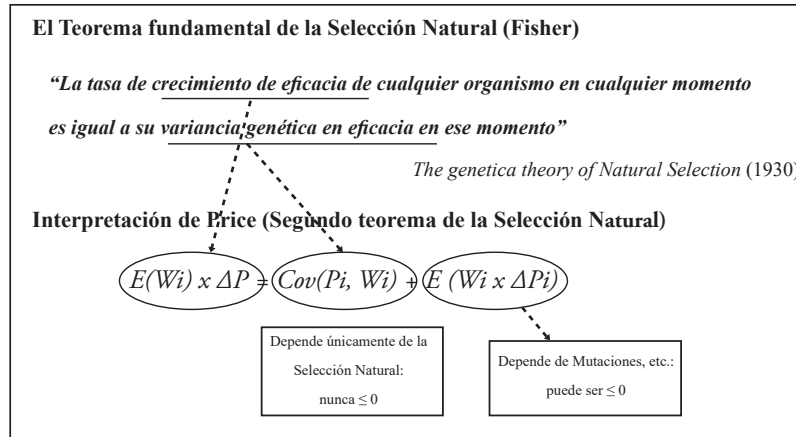 El Teorema fundamental de la Selección Natural (Fisher)
“La tasa de crecimiento de eficacia de cualquier organismo en cualquier momento
es igual a su variancia genética en eficacia en ese momento”
The genetica theory of Natural Selection (1930)
Interpretación de Price (Segundo teorema de la Selección Natural)
E(Wi) x ΔP = Cov(Pi, Wi) + E (Wi x ΔPi)
Depende únicamente de la
Selección Natural:
nunca ≤ 0
Depende de Mutaciones, etc.:
puede ser ≤ 0